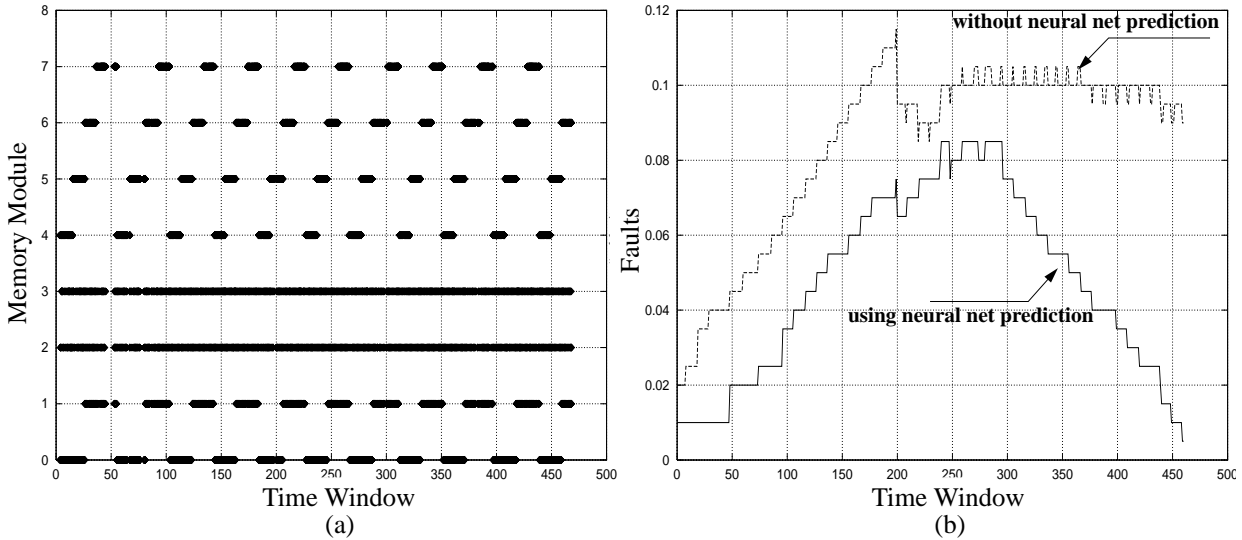 8
7
6
5
4
3
2
1
0
Memory Module
0 50 100 150 200 250 300 350 400 450 500
Time Window
(a)
0.12
0.1
0.08
0.06
0.04
0.02
0
Faults
without neural net prediction
using neural net prediction
0 50 100 150 200 250 300 350 400 450 500
Time Window
(b)